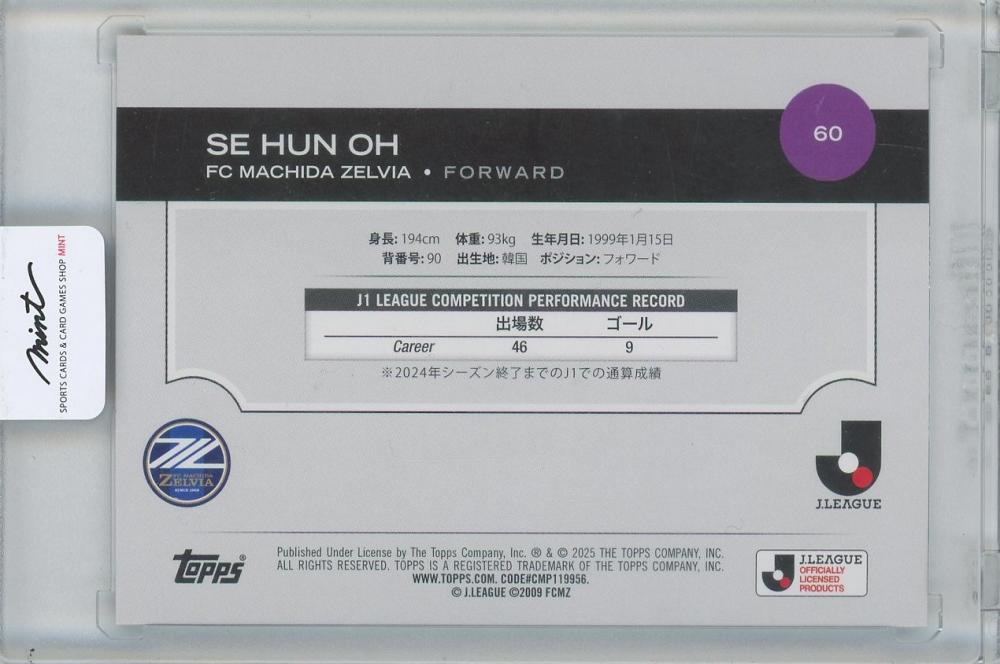 60
SE HUN OH
FC MACHIDA ZELVIA • FORWARD
身長: 194cm 体重: 93kg 生年月日: 1999年1月15日
背番号: 90 出生地: 韓国 ポジション: フォワード
J1 LEAGUE COMPETITION PERFORMANCE RECORD
出場数 ゴール
Career 46 9
※2024年シーズン終了までのJ1での通算成績
mint
SPORTS CARDS & CARD GAMES SHOP MINT
FC MACHIDA
ZELVIA
SINCE 1989
J.LEAGUE
Topps®
Published Under License by The Topps Company, Inc. ® & © 2025 THE TOPPS COMPANY, INC.
ALL RIGHTS RESERVED. TOPPS IS A REGISTERED TRADEMARK OF THE TOPPS COMPANY, INC.
WWW.TOPPS.COM. CODE#CMP119956.
© J.LEAGUE ©2009 FCMZ
J.LEAGUE
OFFICIALLY
LICENSED
PRODUCTS